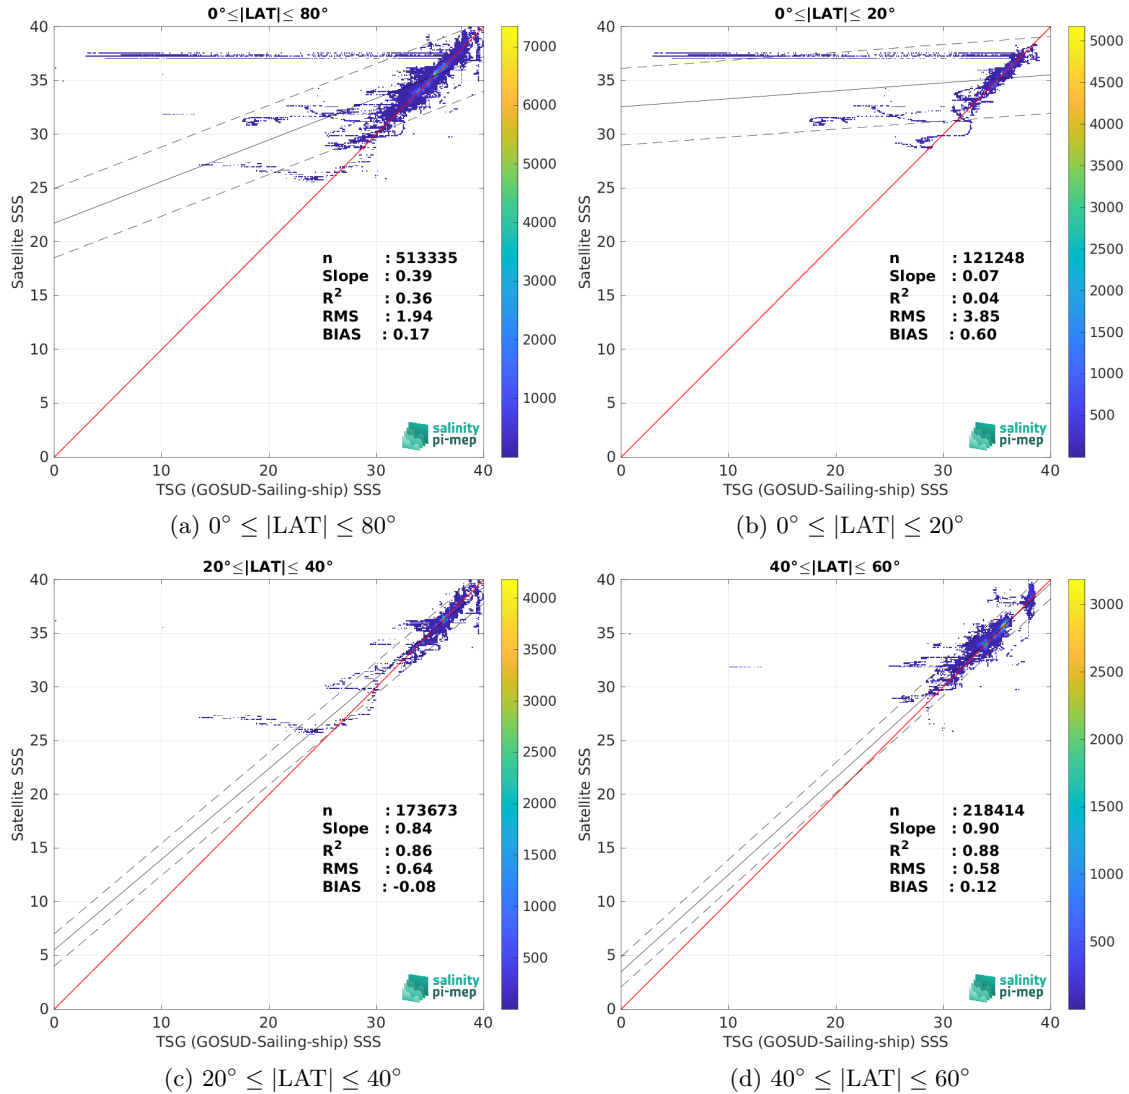 0°≤|LAT|≤ 80°
40
35
30
25
20
15
10
5
0
Satellite SSS
n : 513335
Slope : 0.39
R² : 0.36
RMS : 1.94
BIAS : 0.17
salinity
pi-mep
0 10 20 30 40
TSG (GOSUD-Sailing-ship) SSS
7000
6000
5000
4000
3000
2000
1000
(a) 0° ≤ |LAT| ≤ 80°
0°≤|LAT|≤ 20°
40
35
30
25
20
15
10
5
0
Satellite SSS
n : 121248
Slope : 0.07
R² : 0.04
RMS : 3.85
BIAS : 0.60
salinity
pi-mep
0 10 20 30 40
TSG (GOSUD-Sailing-ship) SSS
5000
4500
4000
3500
3000
2500
2000
1500
1000
500
(b) 0° ≤ |LAT| ≤ 20°
20°≤|LAT|≤ 40°
40
35
30
25
20
15
10
5
0
Satellite SSS
n : 173673
Slope : 0.84
R² : 0.86
RMS : 0.64
BIAS : -0.08
salinity
pi-mep
0 10 20 30 40
TSG (GOSUD-Sailing-ship) SSS
4000
3500
3000
2500
2000
1500
1000
500
(c) 20° ≤ |LAT| ≤ 40°
40°≤|LAT|≤ 60°
40
35
30
25
20
15
10
5
0
Satellite SSS
n : 218414
Slope : 0.90
R² : 0.88
RMS : 0.58
BIAS : 0.12
salinity
pi-mep
0 10 20 30 40
TSG (GOSUD-Sailing-ship) SSS
3000
2500
2000
1500
1000
500
(d) 40° ≤ |LAT| ≤ 60°